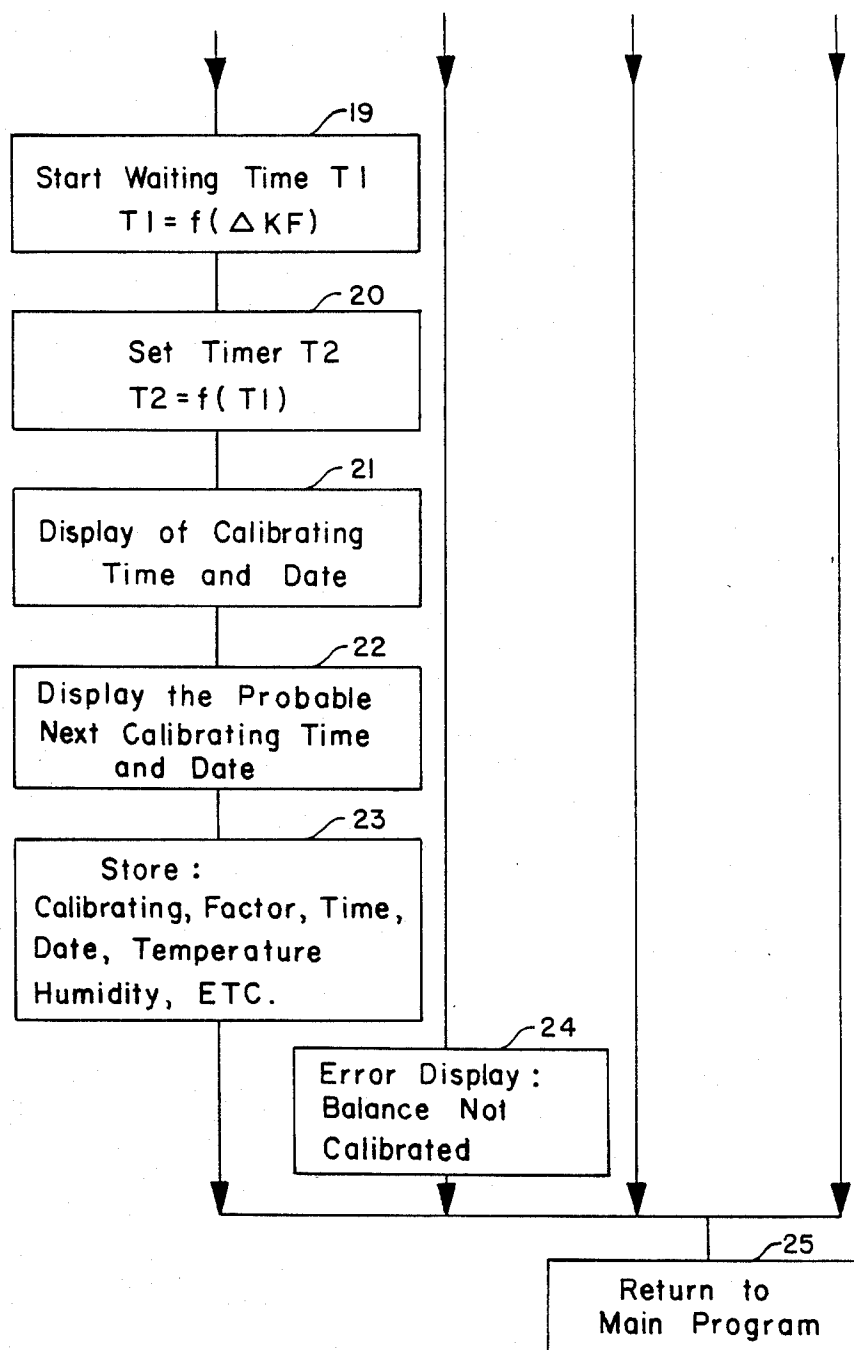 19
Start Waiting Time T1
T1 = f(△KF)
20
Set Timer T2
T2 = f(T1)
21
Display of Calibrating
Time and Date
22
Display the Probable
Next Calibrating Time
and Date
23
Store :
Calibrating, Factor, Time,
Date, Temperature
Humidity, ETC.
24
Error Display :
Balance Not
Calibrated
25
Return to
Main Program